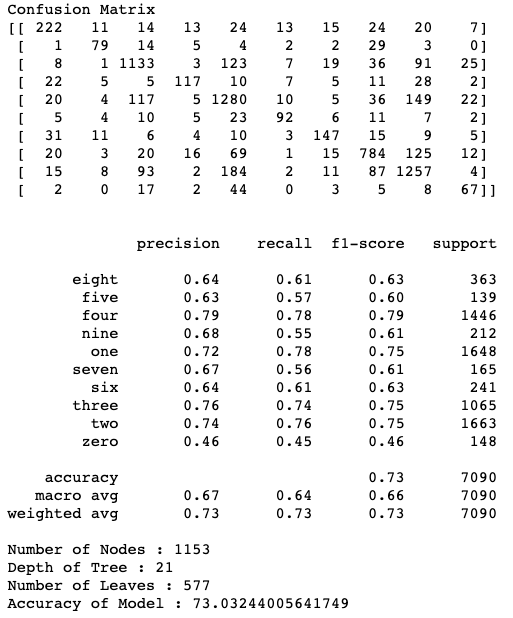 Confusion Matrix
[[ 222 11 14 13 24 13 15 24 20 7]
[ 1 79 14 5 4 2 2 29 3 0]
[ 8 1 1133 3 123 7 19 36 91 25]
[ 22 5 5 117 10 7 5 11 28 2]
[ 20 4 117 5 1280 10 5 36 149 22]
[ 5 4 10 5 23 92 6 11 7 2]
[ 31 11 6 4 10 3 147 15 9 5]
[ 20 3 20 16 69 1 15 784 125 12]
[ 15 8 93 2 184 2 11 87 1257 4]
[ 2 0 17 2 44 0 3 5 8 67]]
precision recall f1-score support
eight 0.64 0.61 0.63 363
five 0.63 0.57 0.60 139
four 0.79 0.78 0.79 1446
nine 0.68 0.55 0.61 212
one 0.72 0.78 0.75 1648
seven 0.67 0.56 0.61 165
six 0.64 0.61 0.63 241
three 0.76 0.74 0.75 1065
two 0.74 0.76 0.75 1663
zero 0.46 0.45 0.46 148
accuracy 0.73 7090
macro avg 0.67 0.64 0.66 7090
weighted avg 0.73 0.73 0.73 7090
Number of Nodes : 1153
Depth of Tree : 21
Number of Leaves : 577
Accuracy of Model : 73.03244005641749